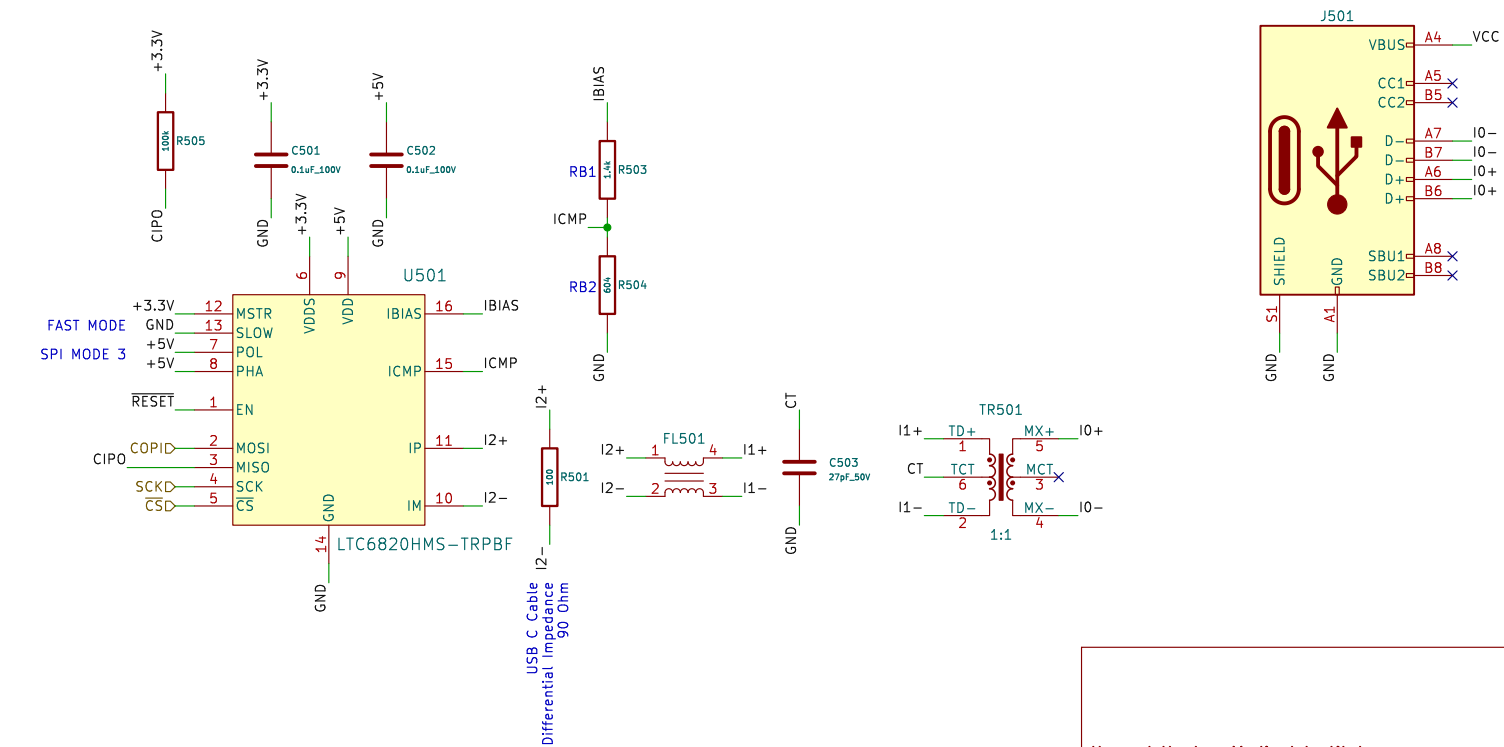 +3.3V
100k
R505
CIPO
+3.3V
C501
0.1uF_100V
GND
+5V
C502
0.1uF_100V
GND
IBIAS
RB1
1.4k
R503
ICMP
RB2
604
R504
GND
+3.3V
+5V
6
9
U501
VDDS
VDD
+3.3V 12 MSTR
FAST MODE GND 13 SLOW
+5V 7 POL
SPI MODE 3 +5V 8 PHA
RESET 1 EN
COPI 2 MOSI
CIPO 3 MISO
SCK 4 SCK
CS 5 CS
IBIAS 16 IBIAS
ICMP 15 ICMP
IP 11 I2+
IM 10 I2-
GND
14
GND
LTC6820HMS-TRPBF
I2+
100
R501
I2-
USB C Cable
Differential Impedance
90 Ohm
FL501
I2+ 1 4 I1+
I2- 2 3 I1-
CT
C503
27pF_50V
GND
TR501
I1+ TD+ MX+ I0+
1 5
CT TCT MCT
6 3
I1- TD- MX- I0-
2 4
1:1
J501
VBUS A4 VCC
CC1 A5
CC2 B5
D- A7 I0-
D- B7 I0-
D+ A6 I0+
D+ B6 I0+
SBU1 A8
SBU2 B8
SHIELD
GND
S1
A1
GND
GND